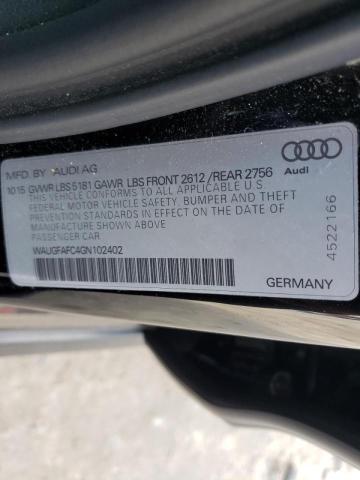 MFD. BY AUDI AG
10 15 GVWR LBS 5181 GAWR LBS FRONT 2612 / REAR 2756
THIS VEHICLE CONFORMS TO ALL APPLICABLE U.S.
FEDERAL MOTOR VEHICLE SAFETY, BUMPER AND THEFT
PREVENTION STANDARDS IN EFFECT ON THE DATE OF
MANUFACTURE SHOWN ABOVE
PASSENGER CAR
WAUGFAFC4GN102402
Audi
GERMANY
4522166